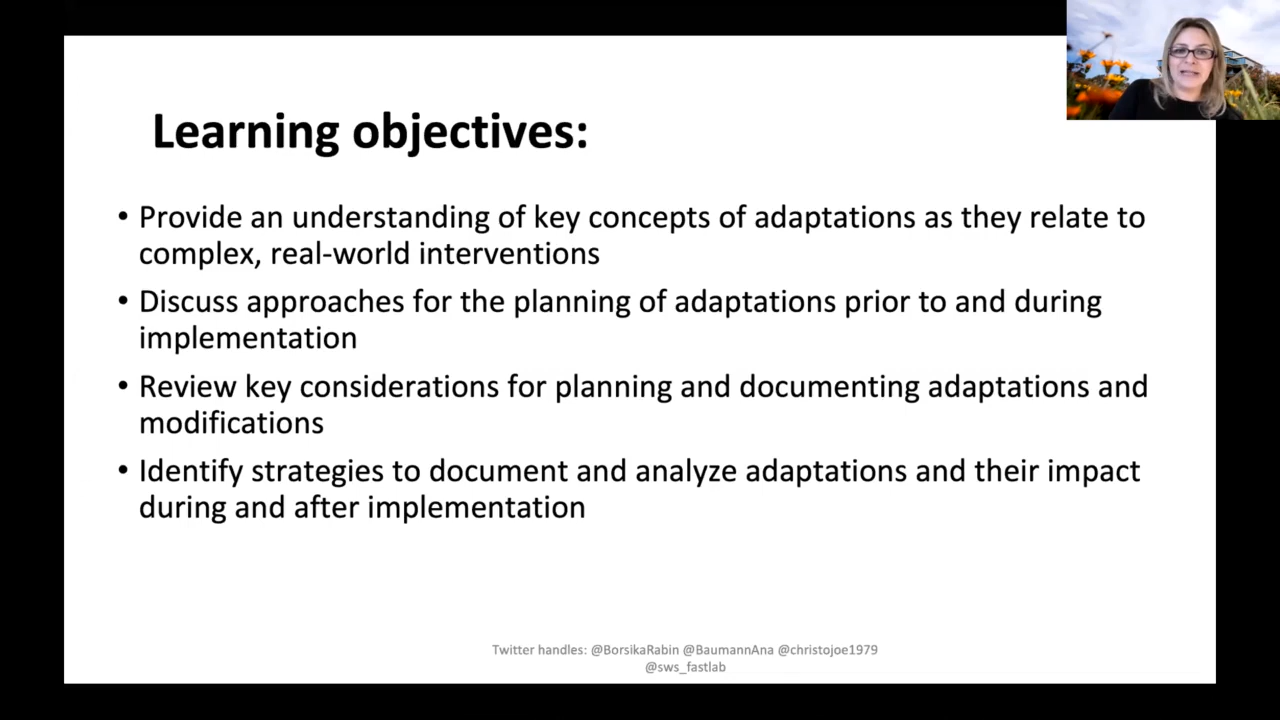 Learning objectives:
• Provide an understanding of key concepts of adaptations as they relate to
complex, real-world interventions
• Discuss approaches for the planning of adaptations prior to and during
implementation
• Review key considerations for planning and documenting adaptations and
modifications
• Identify strategies to document and analyze adaptations and their impact
during and after implementation
Twitter handles: @BorsikaRabin @BaumannAna @christojoe1979
@sws_fastlab